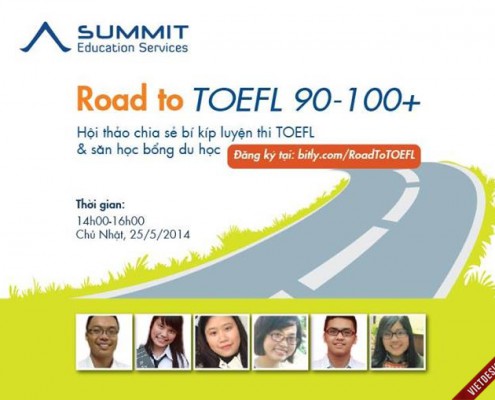 SUMMIT
Education Services
Road to TOEFL 90-100+
Hội thảo chia sẻ bí kíp luyện thi TOEFL
& săn học bổng du học
Đăng ký tại: bitly.com/RoadToTOEFL
Thời gian:
14h00-16h00
Chủ Nhật, 25/5/2014